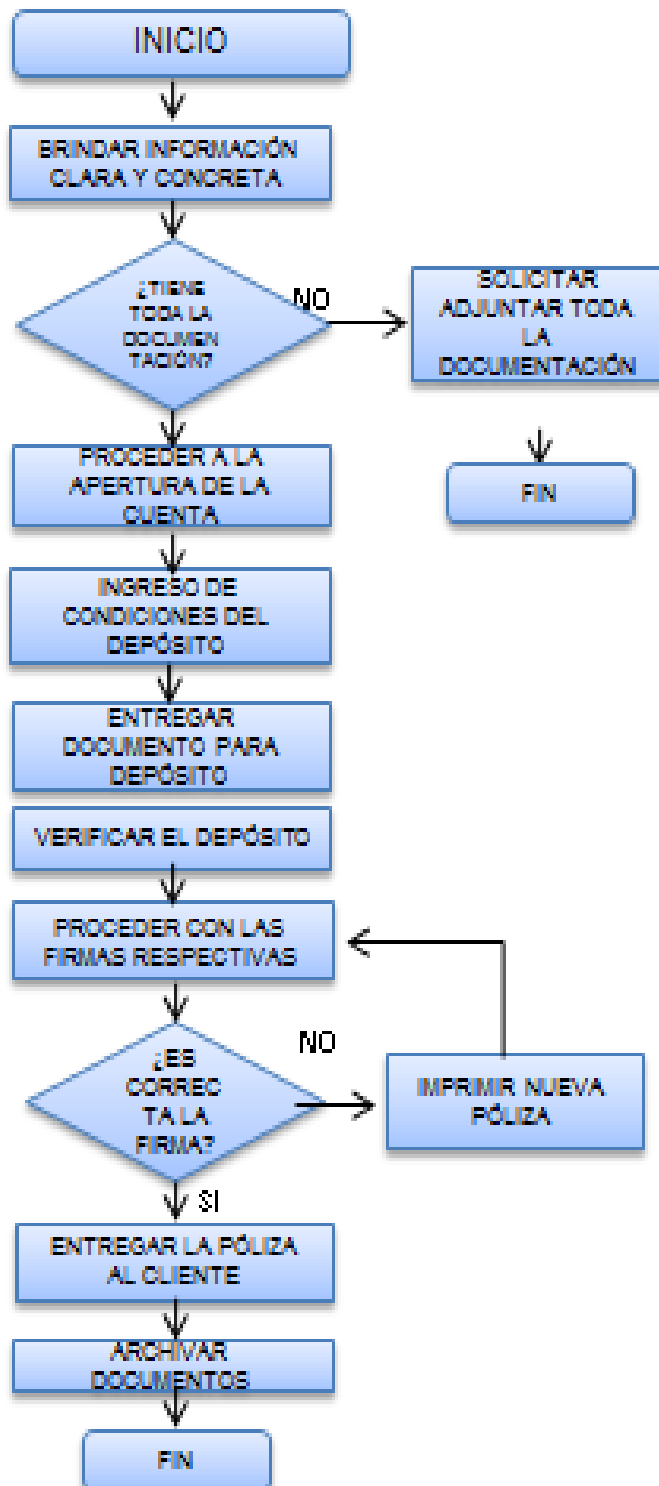 INICIO
BRINDAR INFORMACIÓN
CLARA Y CONCRETA
¿TIENE
TODA LA
DOCUMEN
TACIÓN?
NO
SOLICITAR
ADJUNTAR TODA
LA
DOCUMENTACIÓN
FIN
PROCEDER A LA
APERTURA DE LA
CUENTA
INGRESO DE
CONDICIONES DEL
DEPÓSITO
ENTREGAR
DOCUMENTO PARA
DEPÓSITO
VERIFICAR EL DEPÓSITO
PROCEDER CON LAS
FIRMAS RESPECTIVAS
¿ES
CORREC
TA LA
FIRMA?
NO
IMPRIMIR NUEVA
PÓLIZA
SI
ENTREGAR LA PÓLIZA
AL CLIENTE
ARCHIVAR
DOCUMENTOS
FIN